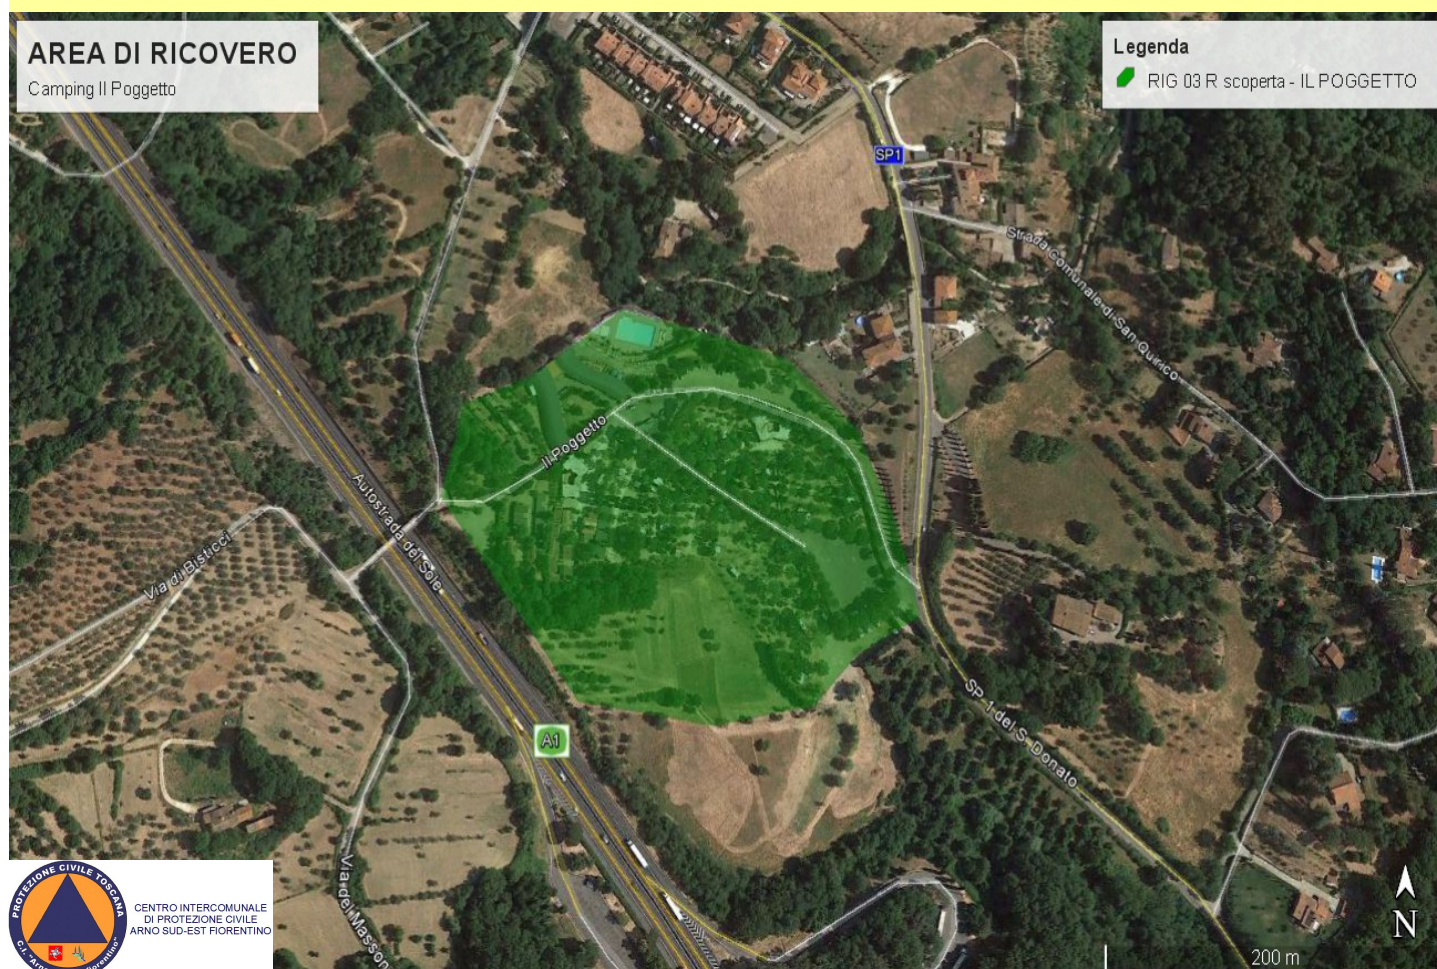 AREA DI RICOVERO
Camping Il Poggetto
Legenda
RIG 03 R scoperta - IL POGGETTO
SP1
Strada Comunale di San Quirico
Il Poggetto
Autostrada del Sole
Via di Bisticci
A1
SP 1 del S. Donato
Via del Masson
PROTEZIONE CIVILE TOSCANA
CENTRO INTERCOMUNALE
DI PROTEZIONE CIVILE
ARNO SUD-EST FIORENTINO
N
200 m